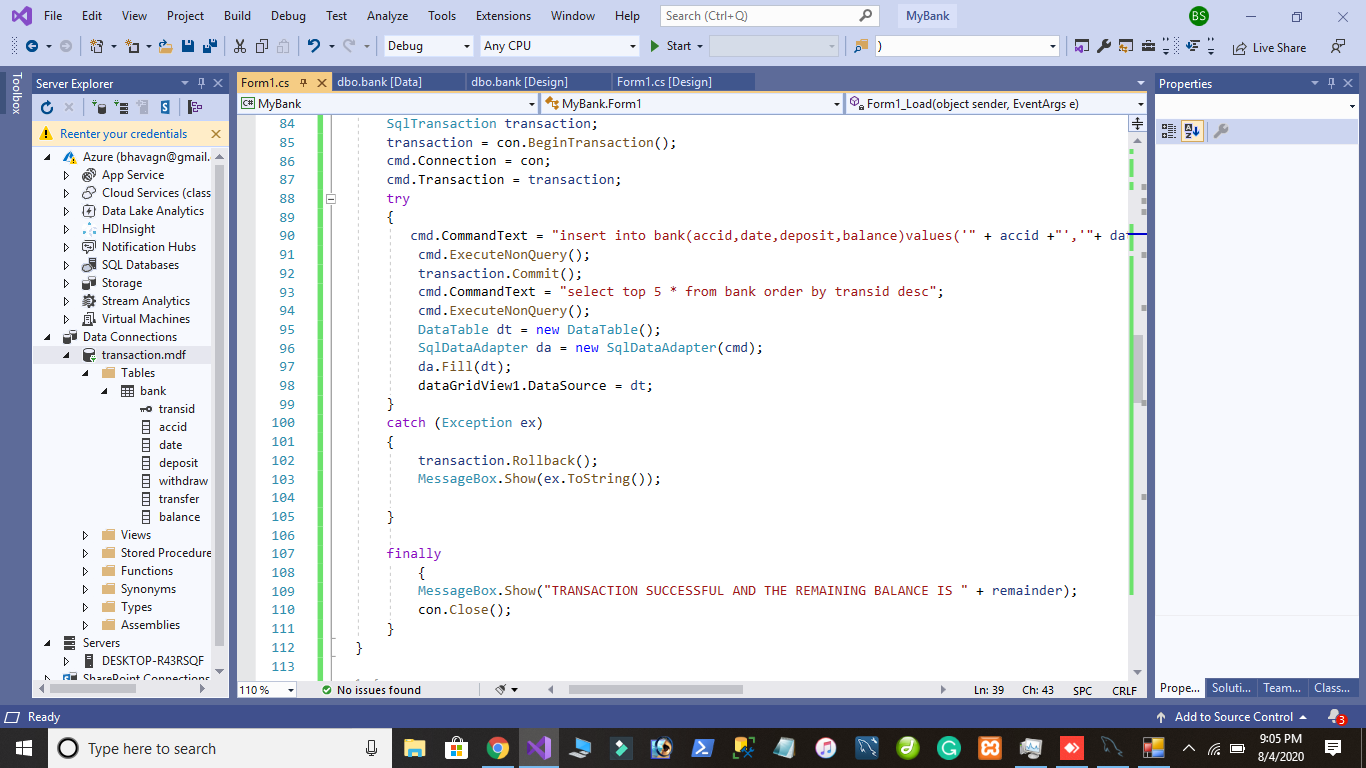 File Edit View Project Build Debug Test Analyze Tools Extensions Window Help Search (Ctrl+Q) MyBank BS
Debug Any CPU Start ) Live Share
Toolbox
Server Explorer
Reenter your credentials
Azure (bhavagn@gmail.
App Service
Cloud Services (class
Data Lake Analytics
HDInsight
Notification Hubs
SQL Databases
Storage
Stream Analytics
Virtual Machines
Data Connections
transaction.mdf
Tables
bank
transid
accid
date
deposit
withdraw
transfer
balance
Views
Stored Procedure
Functions
Synonyms
Types
Assemblies
Servers
DESKTOP-R43RSQF
SharePoint Connections
Form1.cs dbo.bank [Data] dbo.bank [Design] Form1.cs [Design]
MyBank MyBank.Form1 Form1_Load(object sender, EventArgs e)
84 SqlTransaction transaction;
85 transaction = con.BeginTransaction();
86 cmd.Connection = con;
87 cmd.Transaction = transaction;
88 try
89 {
90 cmd.CommandText = "insert into bank(accid,date,deposit,balance)values('" + accid +"','"+ da
91 cmd.ExecuteNonQuery();
92 transaction.Commit();
93 cmd.CommandText = "select top 5 * from bank order by transid desc";
94 cmd.ExecuteNonQuery();
95 DataTable dt = new DataTable();
96 SqlDataAdapter da = new SqlDataAdapter(cmd);
97 da.Fill(dt);
98 dataGridView1.DataSource = dt;
99 }
100 catch (Exception ex)
101 {
102 transaction.Rollback();
103 MessageBox.Show(ex.ToString());
104
105 }
106
107 finally
108 {
109 MessageBox.Show("TRANSACTION SUCCESSFUL AND THE REMAINING BALANCE IS " + remainder);
110 con.Close();
111 }
112 }
113
110 % No issues found Ln: 39 Ch: 43 SPC CRLF
Properties
Prope... Soluti... Team... Class...
Ready Add to Source Control 3
Type here to search
9:05 PM
8/4/2020